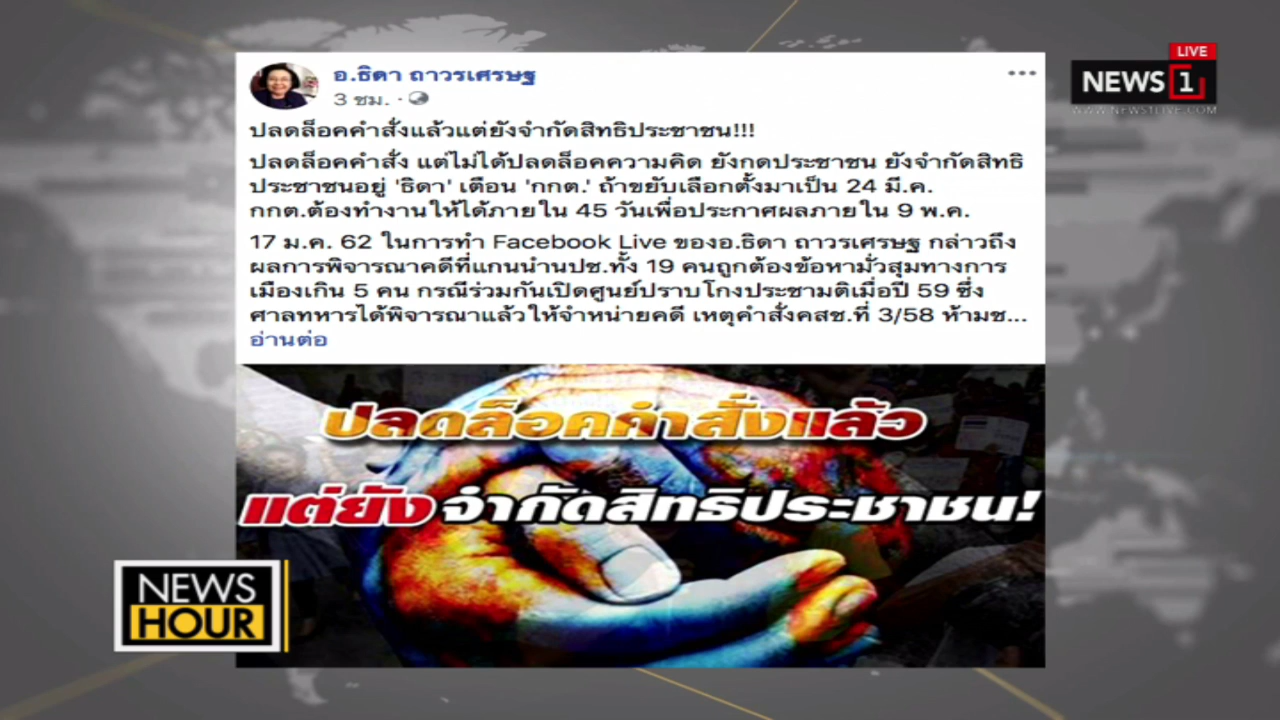 LIVE
NEWS 1
WWW.NEWS1LIVE.COM
อ.ธิดา ถาวรเศรษฐ
3 ชม. ·
ปลดล็อคคำสั่งแล้วแต่ยังจำกัดสิทธิประชาชน!!!
ปลดล็อคคำสั่ง แต่ไม่ได้ปลดล็อคความคิด ยังกดประชาชน ยังจำกัดสิทธิ
ประชาชนอยู่ 'ธิดา' เตือน 'กกต.' ถ้าขยับเลือกตั้งมาเป็น 24 มี.ค.
กกต.ต้องทำงานให้ได้ภายใน 45 วันเพื่อประกาศผลภายใน 9 พ.ค.
17 ม.ค. 62 ในการทำ Facebook Live ของอ.ธิดา ถาวรเศรษฐ กล่าวถึง
ผลการพิจารณาคดีที่แกนนำนปช.ทั้ง 19 คนถูกต้องข้อหามั่วสุมทางการ
เมืองเกิน 5 คน กรณีร่วมกันเปิดศูนย์ปราบโกงประชามติเมื่อปี 59 ซึ่ง
ศาลทหารได้พิจารณาแล้วให้จำหน่ายคดี เหตุคำสั่งคสช.ที่ 3/58 ห้ามช...
อ่านต่อ
ปลดล็อคคำสั่งแล้ว
แต่ยังจำกัดสิทธิประชาชน!
NEWS
HOUR